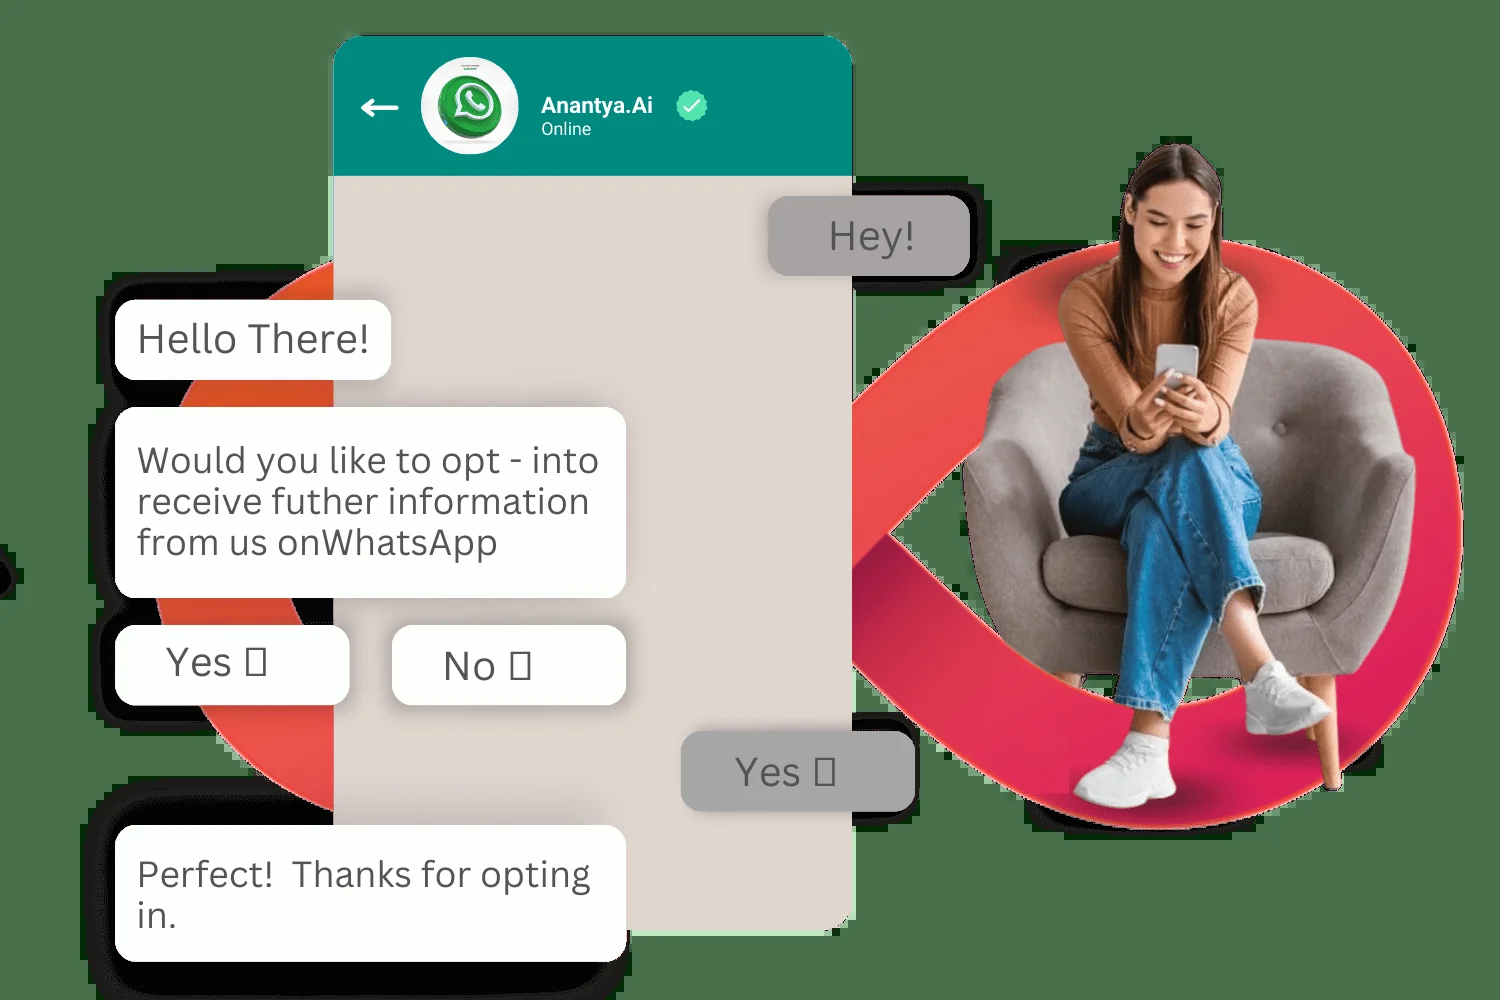 Anantya.Ai
Online
Hey!
Hello There!
Would you like to opt - into
receive futher information
from us onWhatsApp
Yes
No
Yes
Perfect!  Thanks for opting
in.